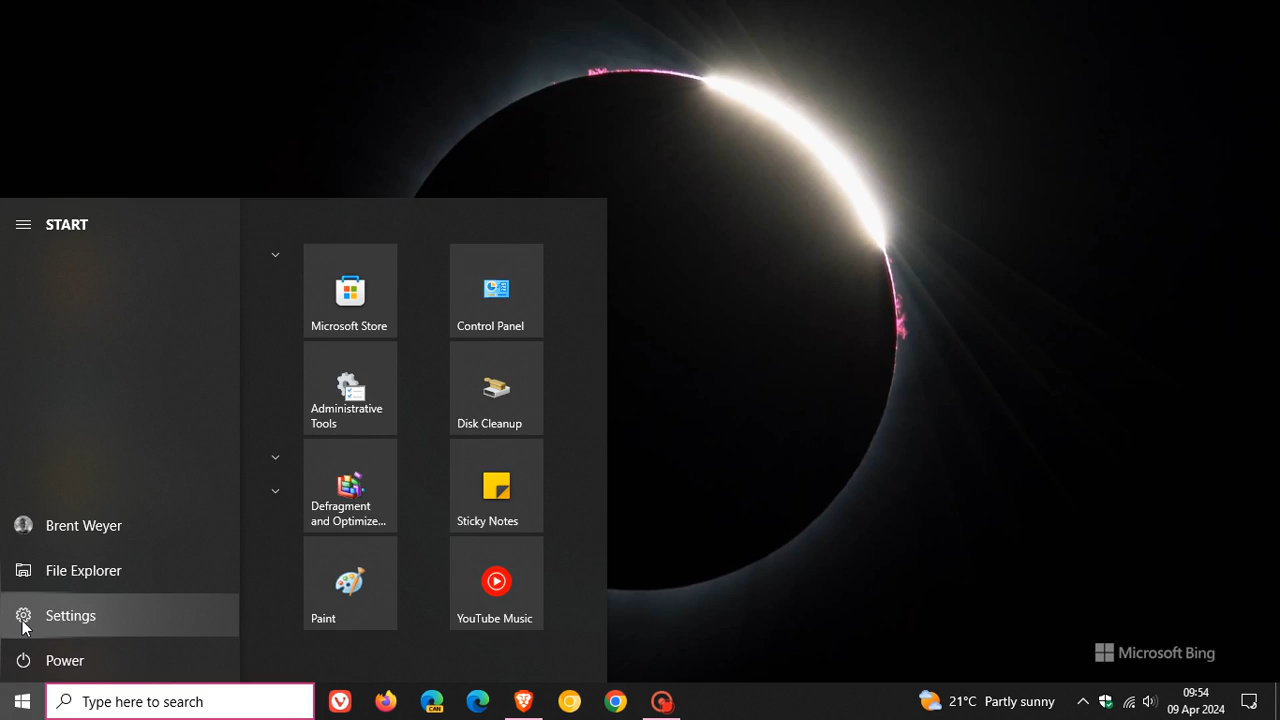 START
Microsoft Store
Control Panel
Administrative
Tools
Disk Cleanup
Defragment
and Optimize...
Sticky Notes
Paint
YouTube Music
Brent Weyer
File Explorer
Settings
Power
Microsoft Bing
Type here to search
CAN
21°C Partly sunny
09:54
09 Apr 2024